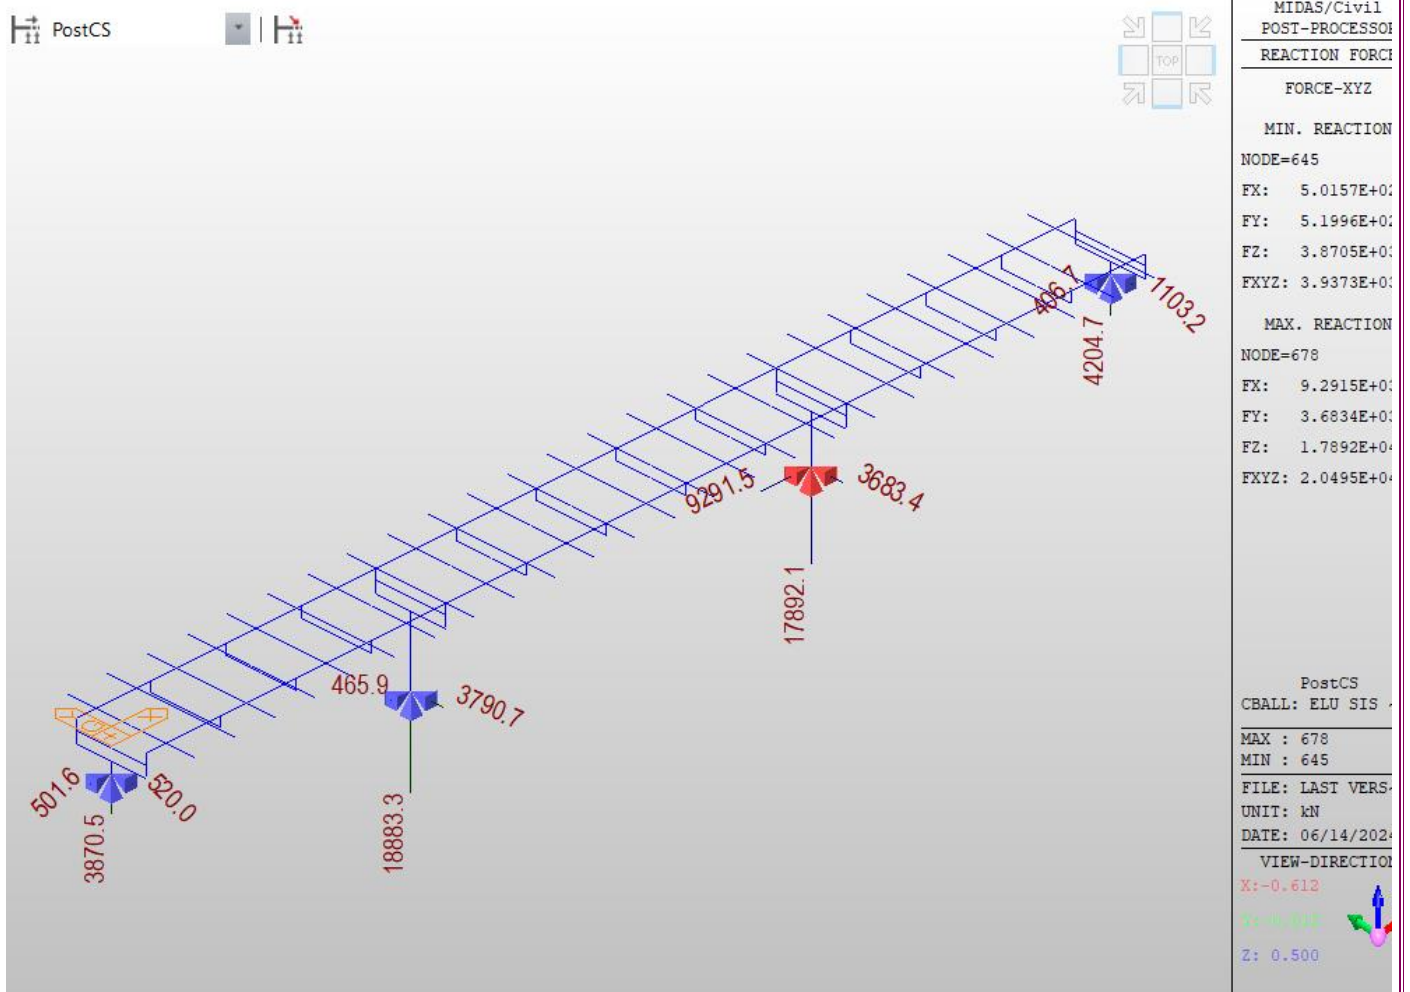 PostCS
TOP
406.7
1103.2
4204.7
9291.5
3683.4
17892.1
465.9
3790.7
18883.3
501.6
520.0
3870.5
MIDAS/Civil
POST-PROCESSOR
REACTION FORCE
FORCE-XYZ
MIN. REACTION
NODE=645
FX: 5.0157E+02
FY: 5.1996E+02
FZ: 3.8705E+03
FXYZ: 3.9373E+03
MAX. REACTION
NODE=678
FX: 9.2915E+03
FY: 3.6834E+03
FZ: 1.7892E+04
FXYZ: 2.0495E+04
PostCS
CBALL: ELU SIS ~
MAX : 678
MIN : 645
FILE: LAST VERS~
UNIT: kN
DATE: 06/14/2024
VIEW-DIRECTION
X:-0.612
Z: 0.500